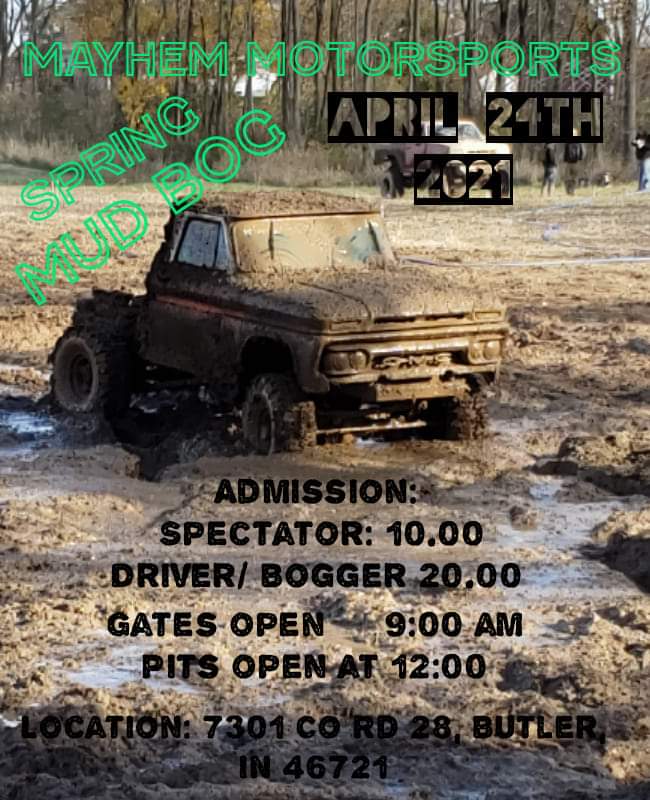 MAYHEM MOTORSPORTS
SPRING
MUD BOG
APRIL 24TH
2021
ADMISSION:
SPECTATOR: 10.00
DRIVER/ BOGGER 20.00
GATES OPEN 9:00 AM
PITS OPEN AT 12:00
LOCATION: 7301 CO RD 28, BUTLER,
IN 46721